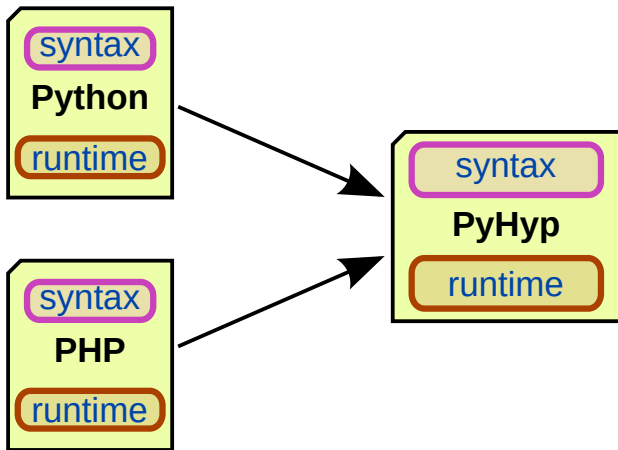 syntax
Python
runtime
syntax
PHP
runtime
syntax
PyHyp
runtime